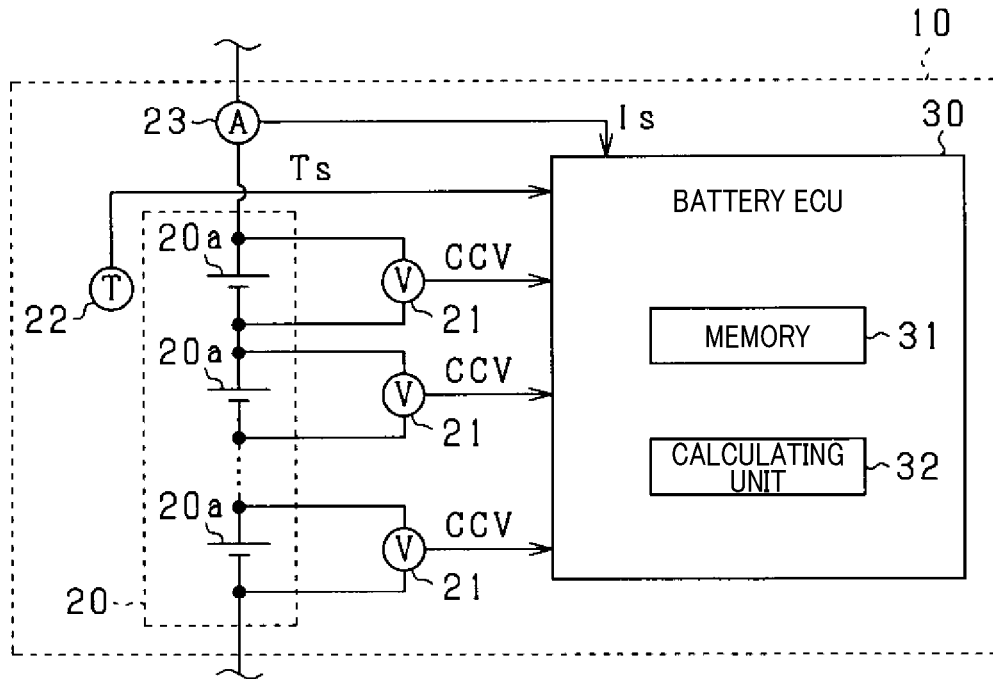 10
23
A
Is
30
Ts
BATTERY ECU
20a
CCV
T
V
22
21
MEMORY
31
20a
CCV
V
21
CALCULATING
UNIT
32
20a
CCV
V
21
20